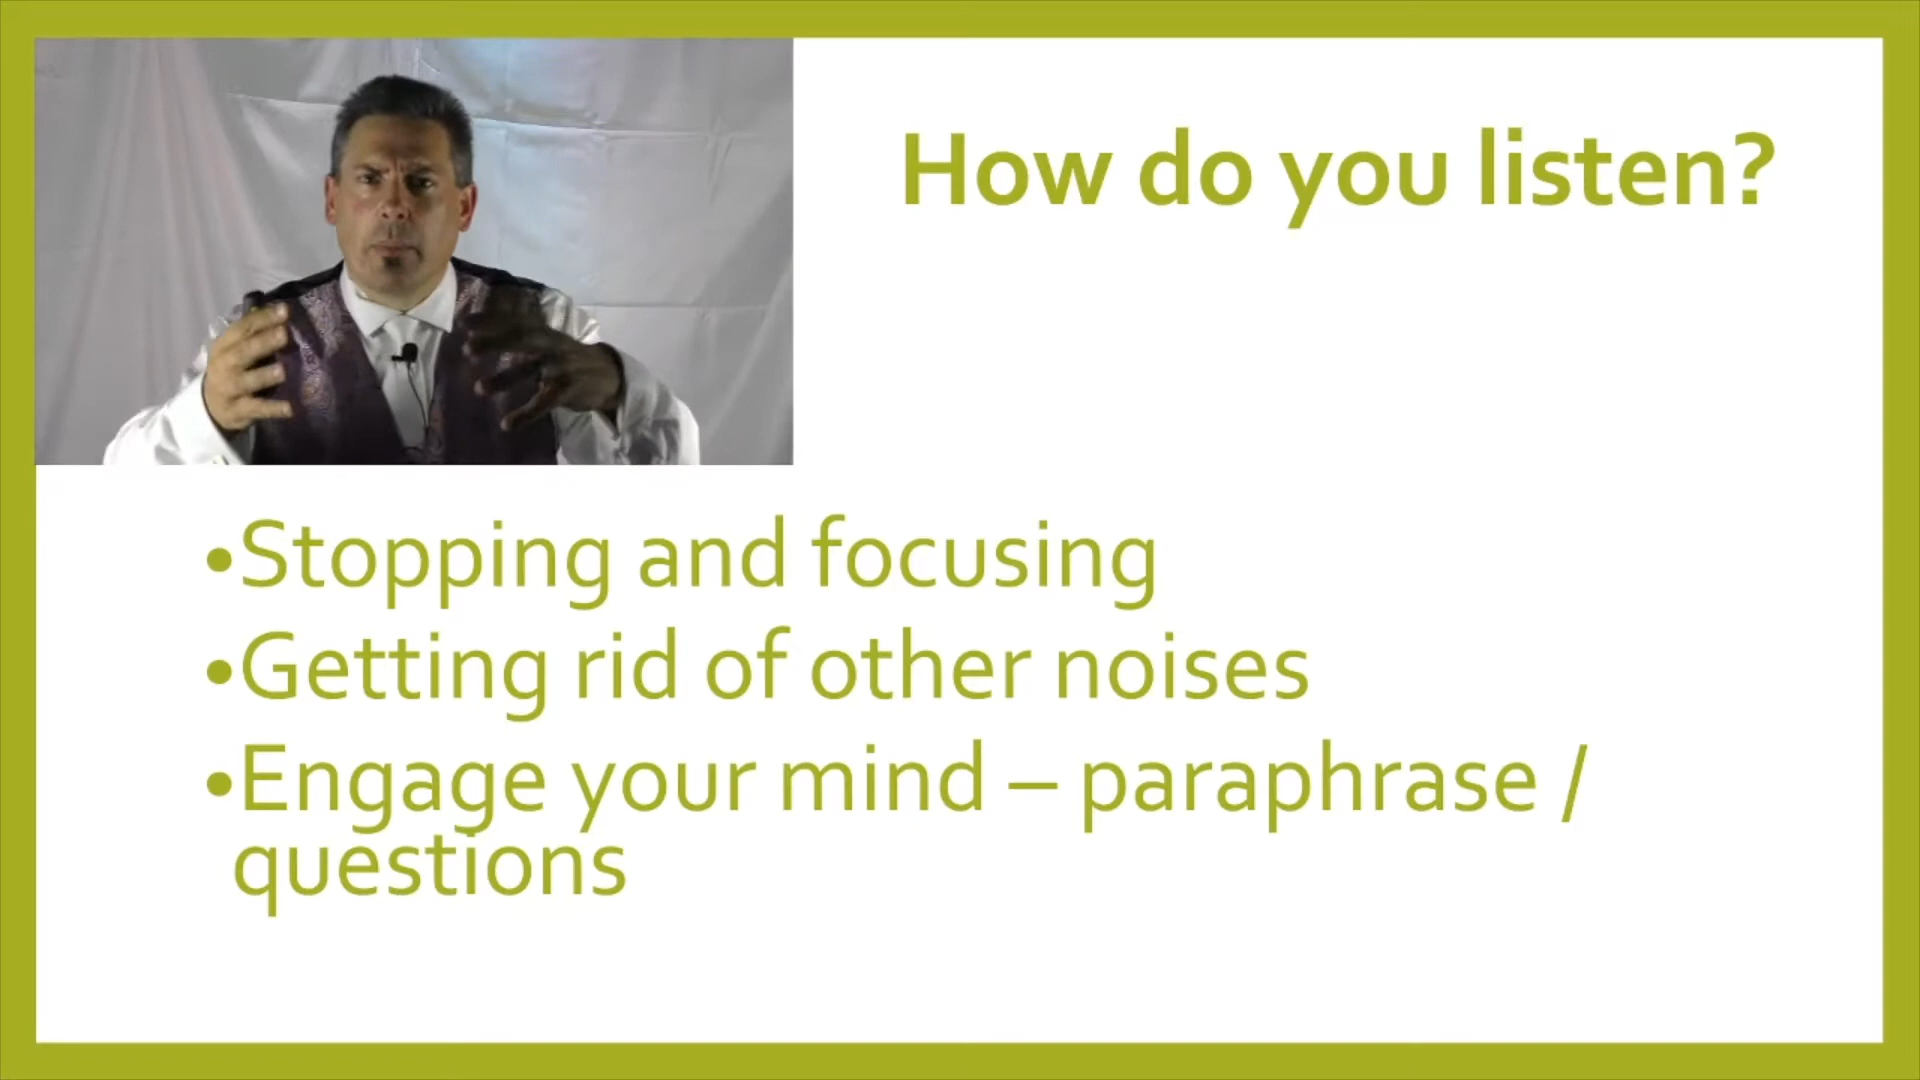 How do you listen?
•Stopping and focusing
•Getting rid of other noises
•Engage your mind – paraphrase /
questions